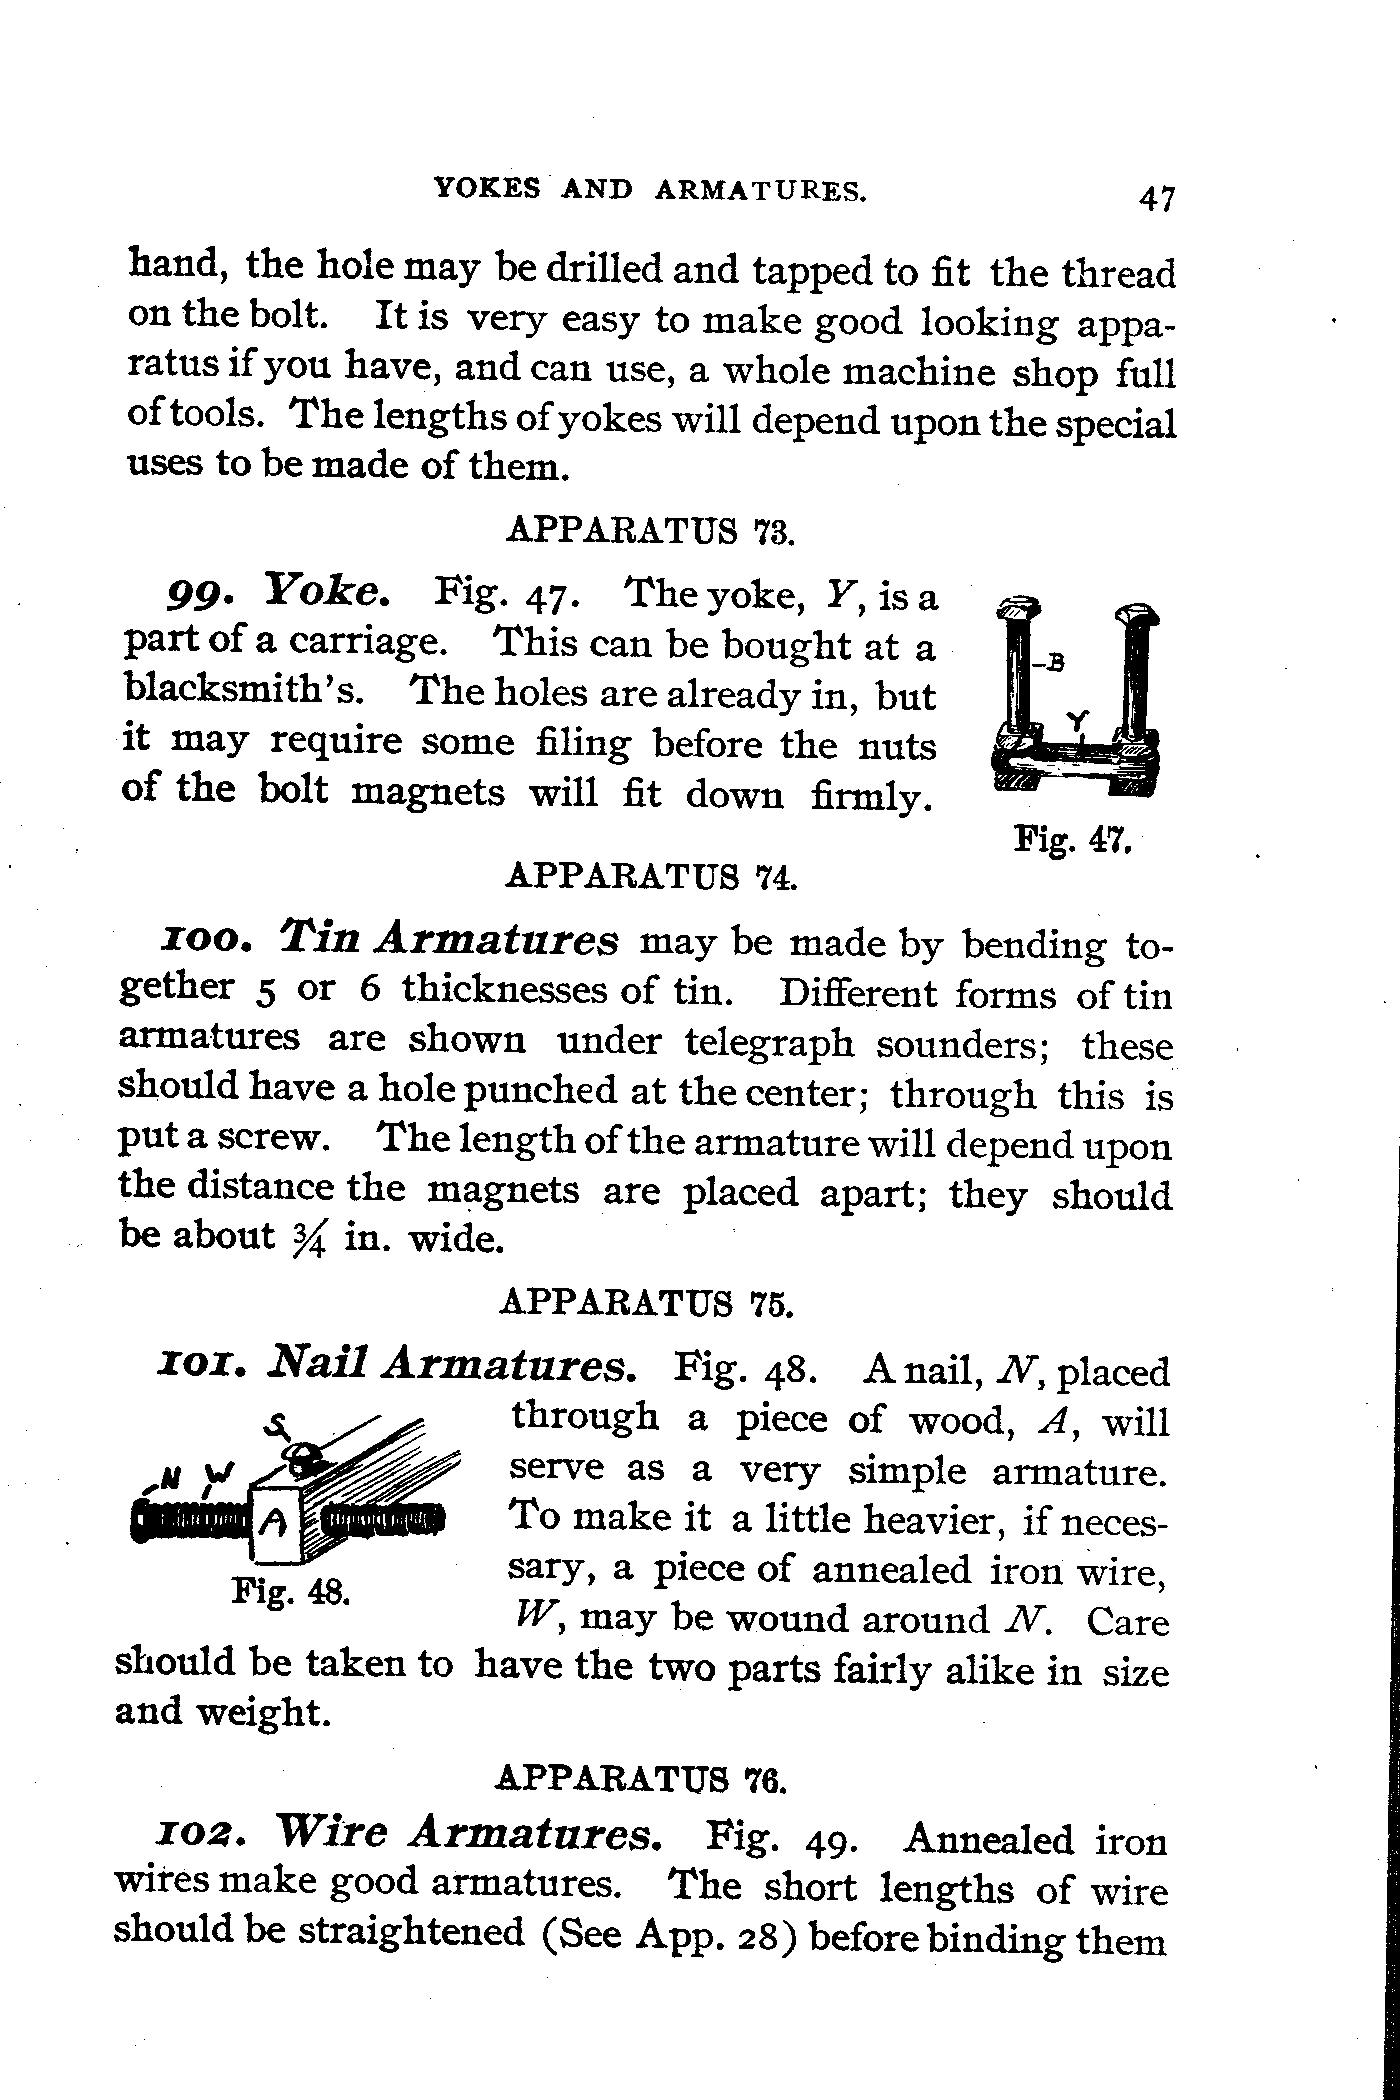 YOKES AND ARMATURES. 47
hand, the hole may be drilled and tapped to fit the thread
on the bolt. It is very easy to make good looking appa-
ratus if you have, and can use, a whole machine shop full
of tools. The lengths of yokes will depend upon the special
uses to be made of them.
APPARATUS 73.
99. Yoke. Fig. 47. The yoke, Y, is a
part of a carriage. This can be bought at a
blacksmith's. The holes are already in, but
it may require some filing before the nuts
of the bolt magnets will fit down firmly.
B
Y
Fig. 47.
APPARATUS 74.
100. Tin Armatures may be made by bending to-
gether 5 or 6 thicknesses of tin. Different forms of tin
armatures are shown under telegraph sounders; these
should have a hole punched at the center; through this is
put a screw. The length of the armature will depend upon
the distance the magnets are placed apart; they should
be about ¾ in. wide.
APPARATUS 75.
101. Nail Armatures. Fig. 48. A nail, N, placed
through a piece of wood, A, will
serve as a very simple armature.
To make it a little heavier, if neces-
sary, a piece of annealed iron wire,
W, may be wound around N. Care
should be taken to have the two parts fairly alike in size
and weight.
S
N W
A
Fig. 48.
APPARATUS 76.
102. Wire Armatures. Fig. 49. Annealed iron
wires make good armatures. The short lengths of wire
should be straightened (See App. 28) before binding them